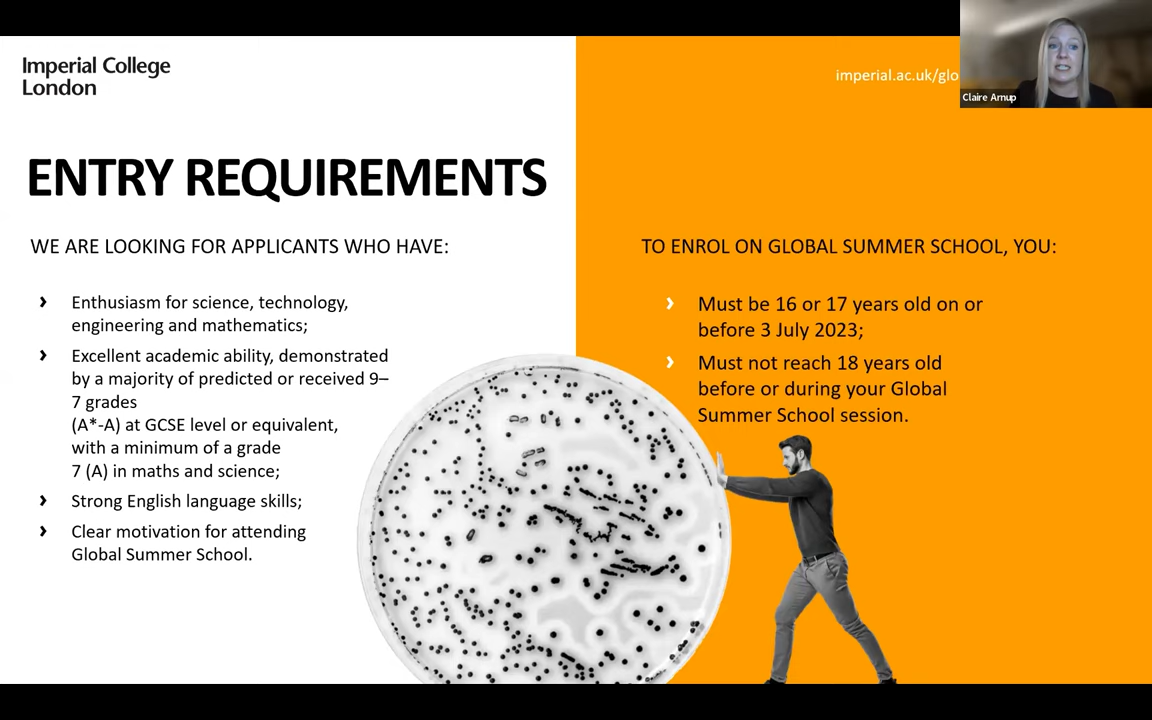 Imperial College
London
imperial.ac.uk/glo
Claire Arnup
ENTRY REQUIREMENTS
WE ARE LOOKING FOR APPLICANTS WHO HAVE:
› Enthusiasm for science, technology,
engineering and mathematics;
› Excellent academic ability, demonstrated
by a majority of predicted or received 9–
7 grades
(A*-A) at GCSE level or equivalent,
with a minimum of a grade
7 (A) in maths and science;
› Strong English language skills;
› Clear motivation for attending
Global Summer School.
TO ENROL ON GLOBAL SUMMER SCHOOL, YOU:
› Must be 16 or 17 years old on or
before 3 July 2023;
› Must not reach 18 years old
before or during your Global
Summer School session.